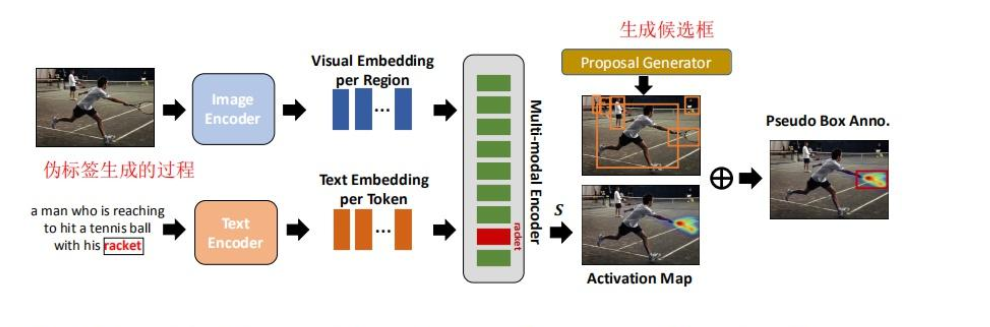 生成候选框
Proposal Generator
Visual Embedding
per Region
Image
Encoder
...
Multi-modal Encoder
Pseudo Box Anno.
伪标签生成的过程
Text Embedding
per Token
a man who is reaching
to hit a tennis ball
with his racket
Text
Encoder
...
racket
S
Activation Map